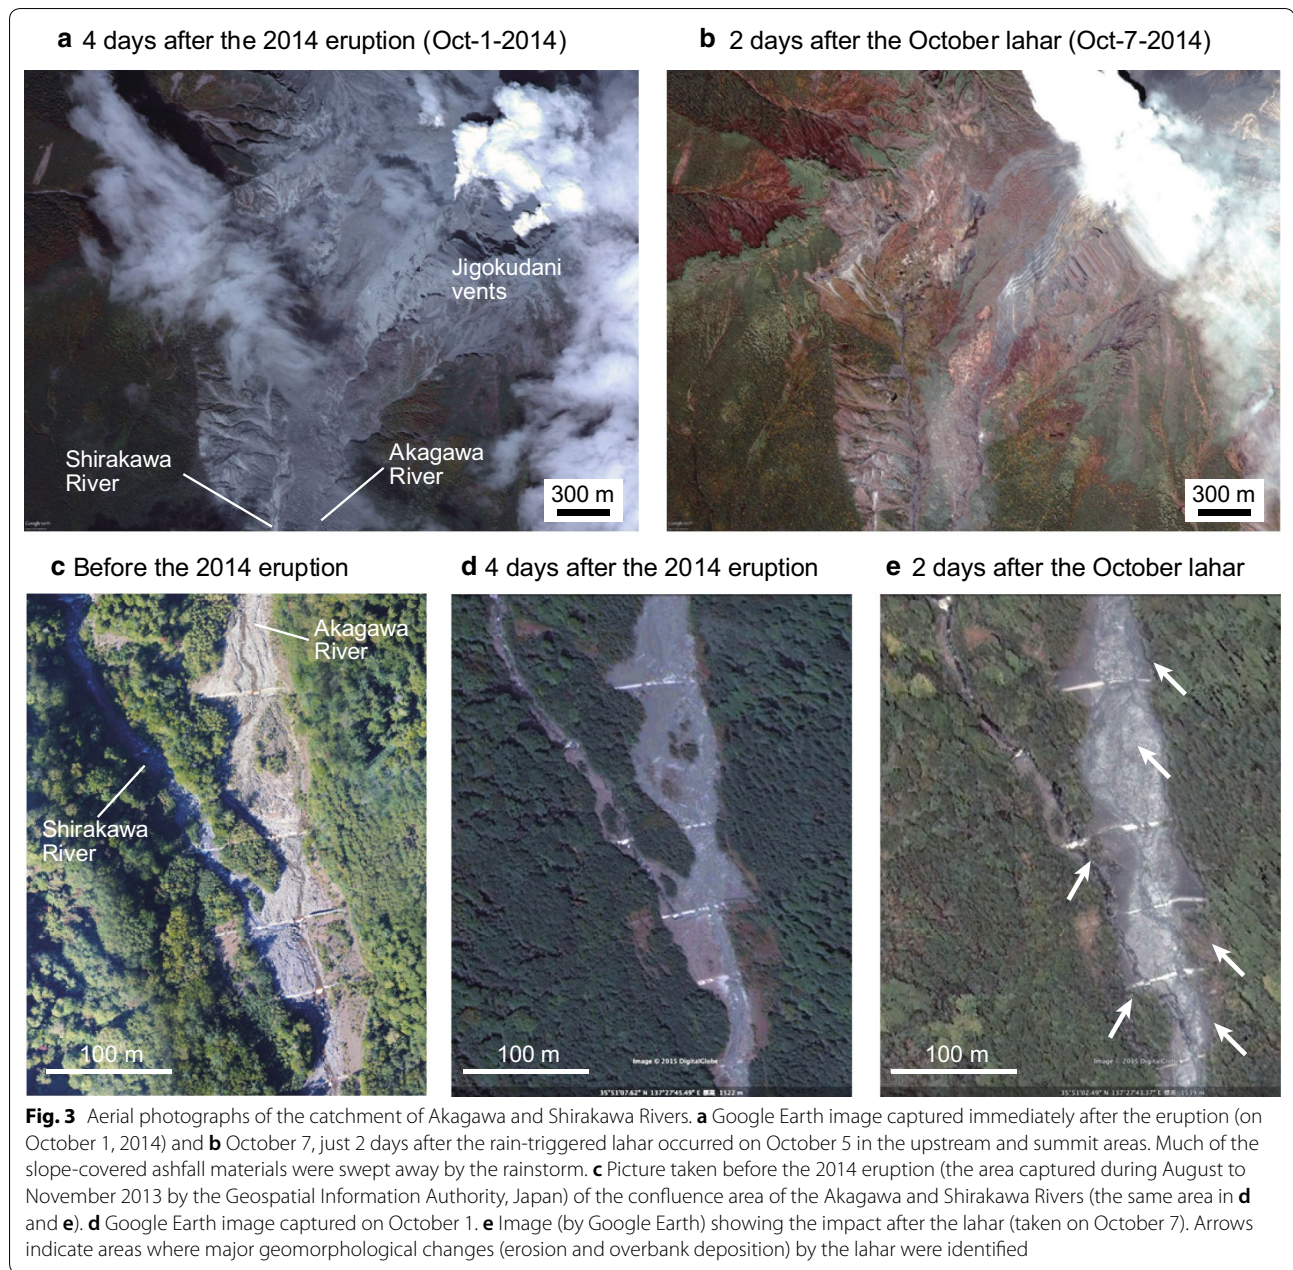 a 4 days after the 2014 eruption (Oct-1-2014)
b 2 days after the October lahar (Oct-7-2014)
Jigokudani
vents
Shirakawa
River
Akagawa
River
300 m
300 m
c Before the 2014 eruption
d 4 days after the 2014 eruption
e 2 days after the October lahar
Akagawa
River
Shirakawa
River
100 m
100 m
Image © 2015 DigitalGlobe
100 m
Image © 2015 DigitalGlobe
Fig. 3 Aerial photographs of the catchment of Akagawa and Shirakawa Rivers. a Google Earth image captured immediately after the eruption (on
October 1, 2014) and b October 7, just 2 days after the rain-triggered lahar occurred on October 5 in the upstream and summit areas. Much of the
slope-covered ashfall materials were swept away by the rainstorm. c Picture taken before the 2014 eruption (the area captured during August to
November 2013 by the Geospatial Information Authority, Japan) of the confluence area of the Akagawa and Shirakawa Rivers (the same area in d
and e). d Google Earth image captured on October 1. e Image (by Google Earth) showing the impact after the lahar (taken on October 7). Arrows
indicate areas where major geomorphological changes (erosion and overbank deposition) by the lahar were identified